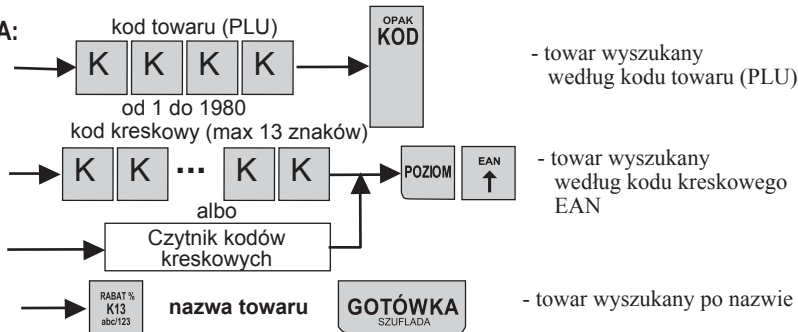 A:
kod towaru (PLU)
K K K K
OPAK
KOD
- towar wyszukany
według kodu towaru (PLU)
od 1 do 1980
kod kreskowy (max 13 znaków)
K K ... K K
POZIOM
EAN
↑
- towar wyszukany
według kodu kreskowego
EAN
albo
Czytnik kodów
kreskowych
RABAT %
K13
abc/123
nazwa towaru
GOTÓWKA
SZUFLADA
- towar wyszukany po nazwie